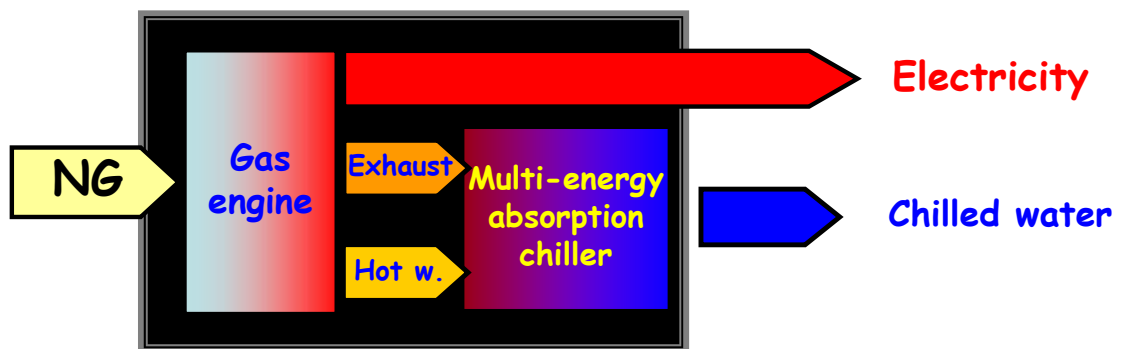 NG
Gas
engine
Exhaust
Hot w.
Multi-energy
absorption
chiller
Electricity
Chilled water